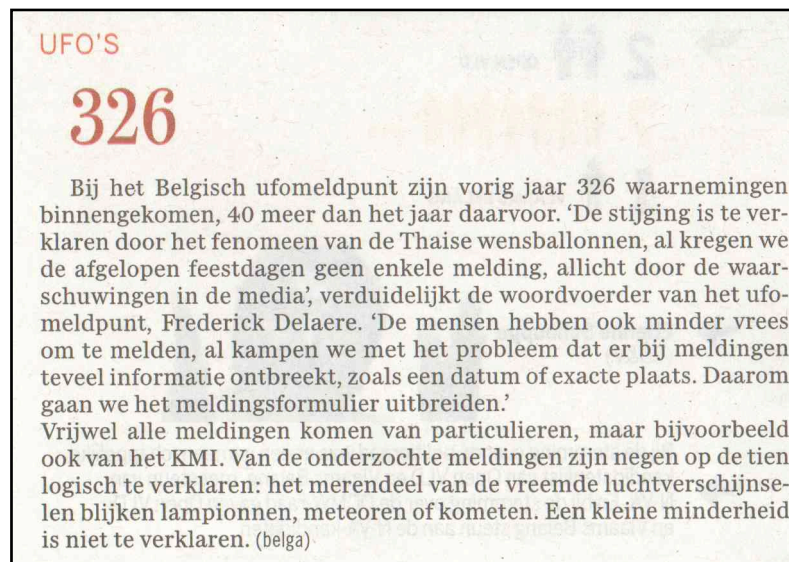 UFO'S
326
Bij het Belgisch ufomeldpunt zijn vorig jaar 326 waarnemingen
binnengekomen, 40 meer dan het jaar daarvoor. ‘De stijging is te ver-
klaren door het fenomeen van de Thaise wensballonnen, al kregen we
de afgelopen feestdagen geen enkele melding, allicht door de waar-
schuwingen in de media’, verduidelijkt de woordvoerder van het ufo-
meldpunt, Frederick Delaere. ‘De mensen hebben ook minder vrees
om te melden, al kampen we met het probleem dat er bij meldingen
teveel informatie ontbreekt, zoals een datum of exacte plaats. Daarom
gaan we het meldingsformulier uitbreiden.’
Vrijwel alle meldingen komen van particulieren, maar bijvoorbeeld
ook van het KMI. Van de onderzochte meldingen zijn negen op de tien
logisch te verklaren: het merendeel van de vreemde luchtverschijnse-
len blijken lampionnen, meteoren of kometen. Een kleine minderheid
is niet te verklaren. (belga)